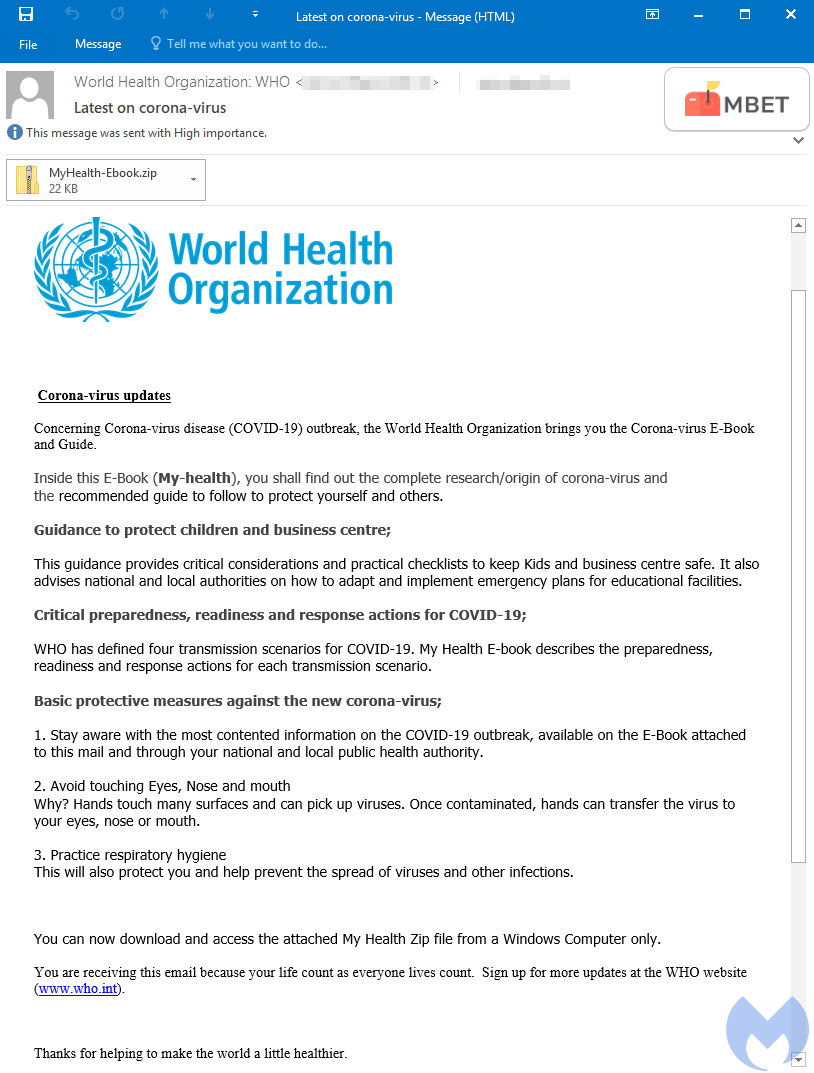 Latest on corona-virus - Message (HTML)
File Message Tell me what you want to do...
World Health Organization: WHO < >
Latest on corona-virus
This message was sent with High importance.
MBET
MyHealth-Ebook.zip
22 KB
World Health
Organization
Corona-virus updates
Concerning Corona-virus disease (COVID-19) outbreak, the World Health Organization brings you the Corona-virus E-Book
and Guide.
Inside this E-Book (My-health), you shall find out the complete research/origin of corona-virus and
the recommended guide to follow to protect yourself and others.
Guidance to protect children and business centre;
This guidance provides critical considerations and practical checklists to keep Kids and business centre safe. It also
advises national and local authorities on how to adapt and implement emergency plans for educational facilities.
Critical preparedness, readiness and response actions for COVID-19;
WHO has defined four transmission scenarios for COVID-19. My Health E-book describes the preparedness,
readiness and response actions for each transmission scenario.
Basic protective measures against the new corona-virus;
1. Stay aware with the most contented information on the COVID-19 outbreak, available on the E-Book attached
to this mail and through your national and local public health authority.
2. Avoid touching Eyes, Nose and mouth
Why? Hands touch many surfaces and can pick up viruses. Once contaminated, hands can transfer the virus to
your eyes, nose or mouth.
3. Practice respiratory hygiene
This will also protect you and help prevent the spread of viruses and other infections.
You can now download and access the attached My Health Zip file from a Windows Computer only.
You are receiving this email because your life count as everyone lives count. Sign up for more updates at the WHO website
(www.who.int).
Thanks for helping to make the world a little healthier.